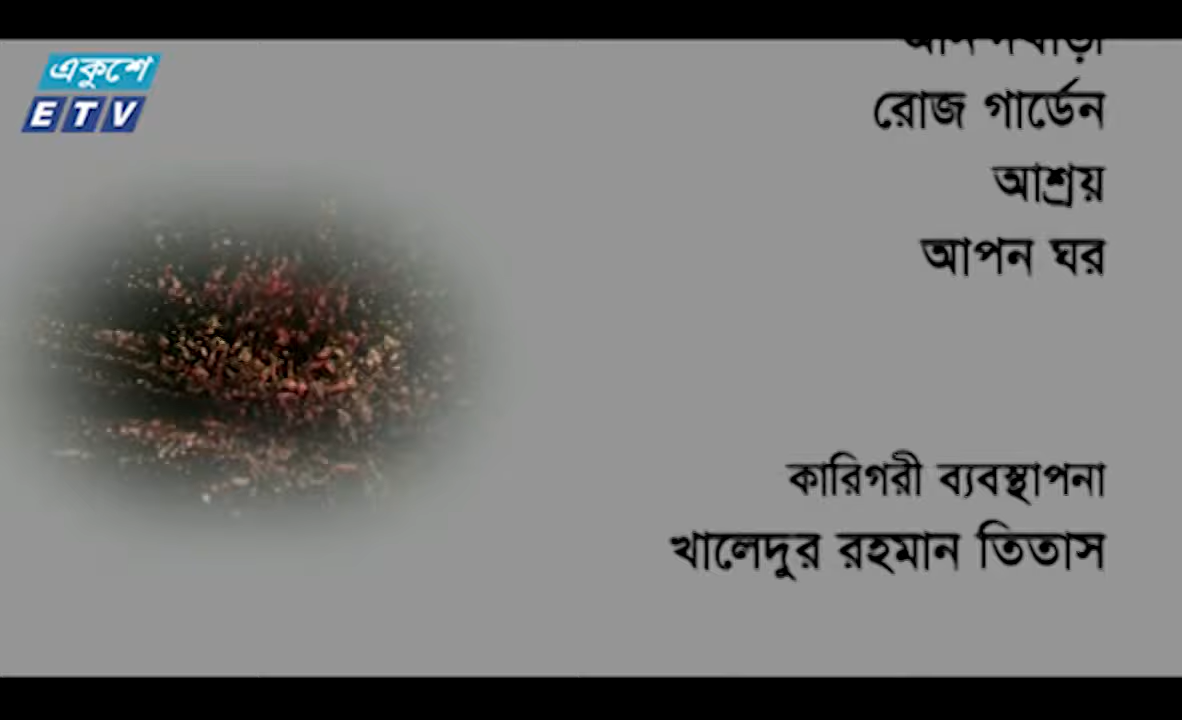 একুশে
ETV
রোজ গার্ডেন
আশ্রয়
আপন ঘর
কারিগরী ব্যবস্থাপনা
খালেদুর রহমান তিতাস